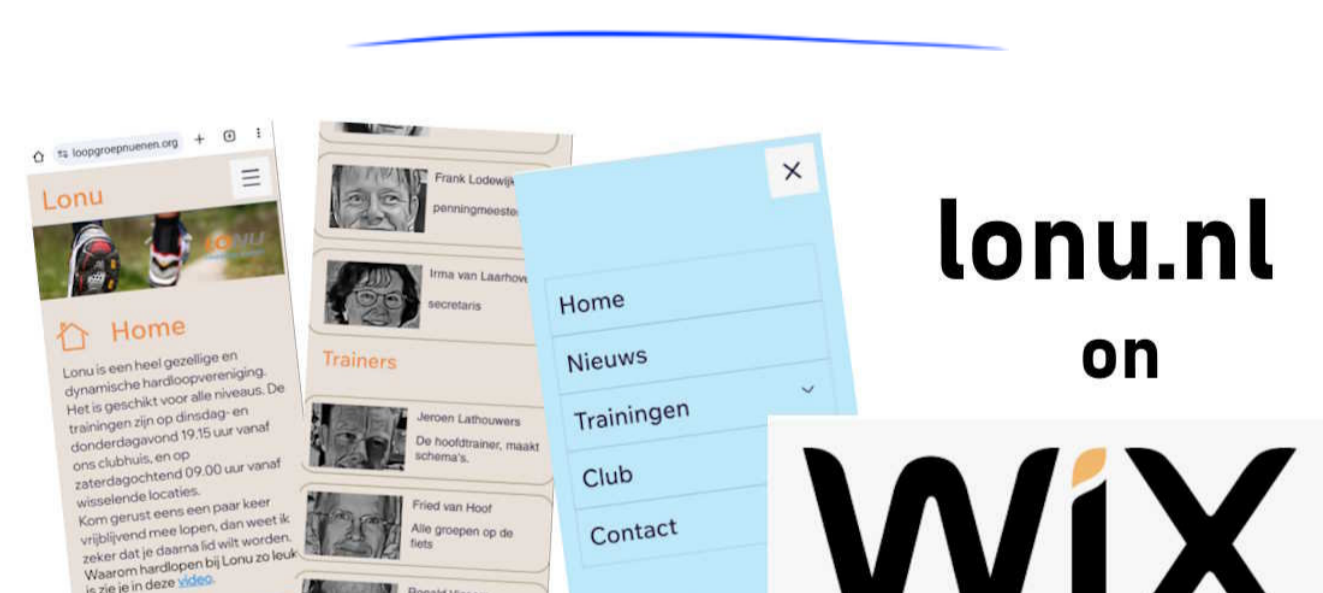 loopgroepnuenen.org
Lonu
LONU
Home
Lonu is een heel gezellige en
dynamische hardloopvereniging.
Het is geschikt voor alle niveaus. De
trainingen zijn op dinsdag- en
donderdagavond 19.15 uur vanaf
ons clubhuis, en op
zaterdagochtend 09.00 uur vanaf
wisselende locaties.
Kom gerust eens een paar keer
vrijblijvend mee lopen, dan weet ik
zeker dat je daarna lid wilt worden.
Waarom hardlopen bij Lonu zo leuk
is zie je in deze video.
Frank Lodewijk
penningmeeste
Irma van Laarhove
secretaris
Trainers
Jeroen Lathouwers
De hoofdtrainer, maakt
schema's.
Fried van Hoof
Alle groepen op de
fiets
Home
Nieuws
Trainingen
Club
Contact
lonu.nl
on
WiX